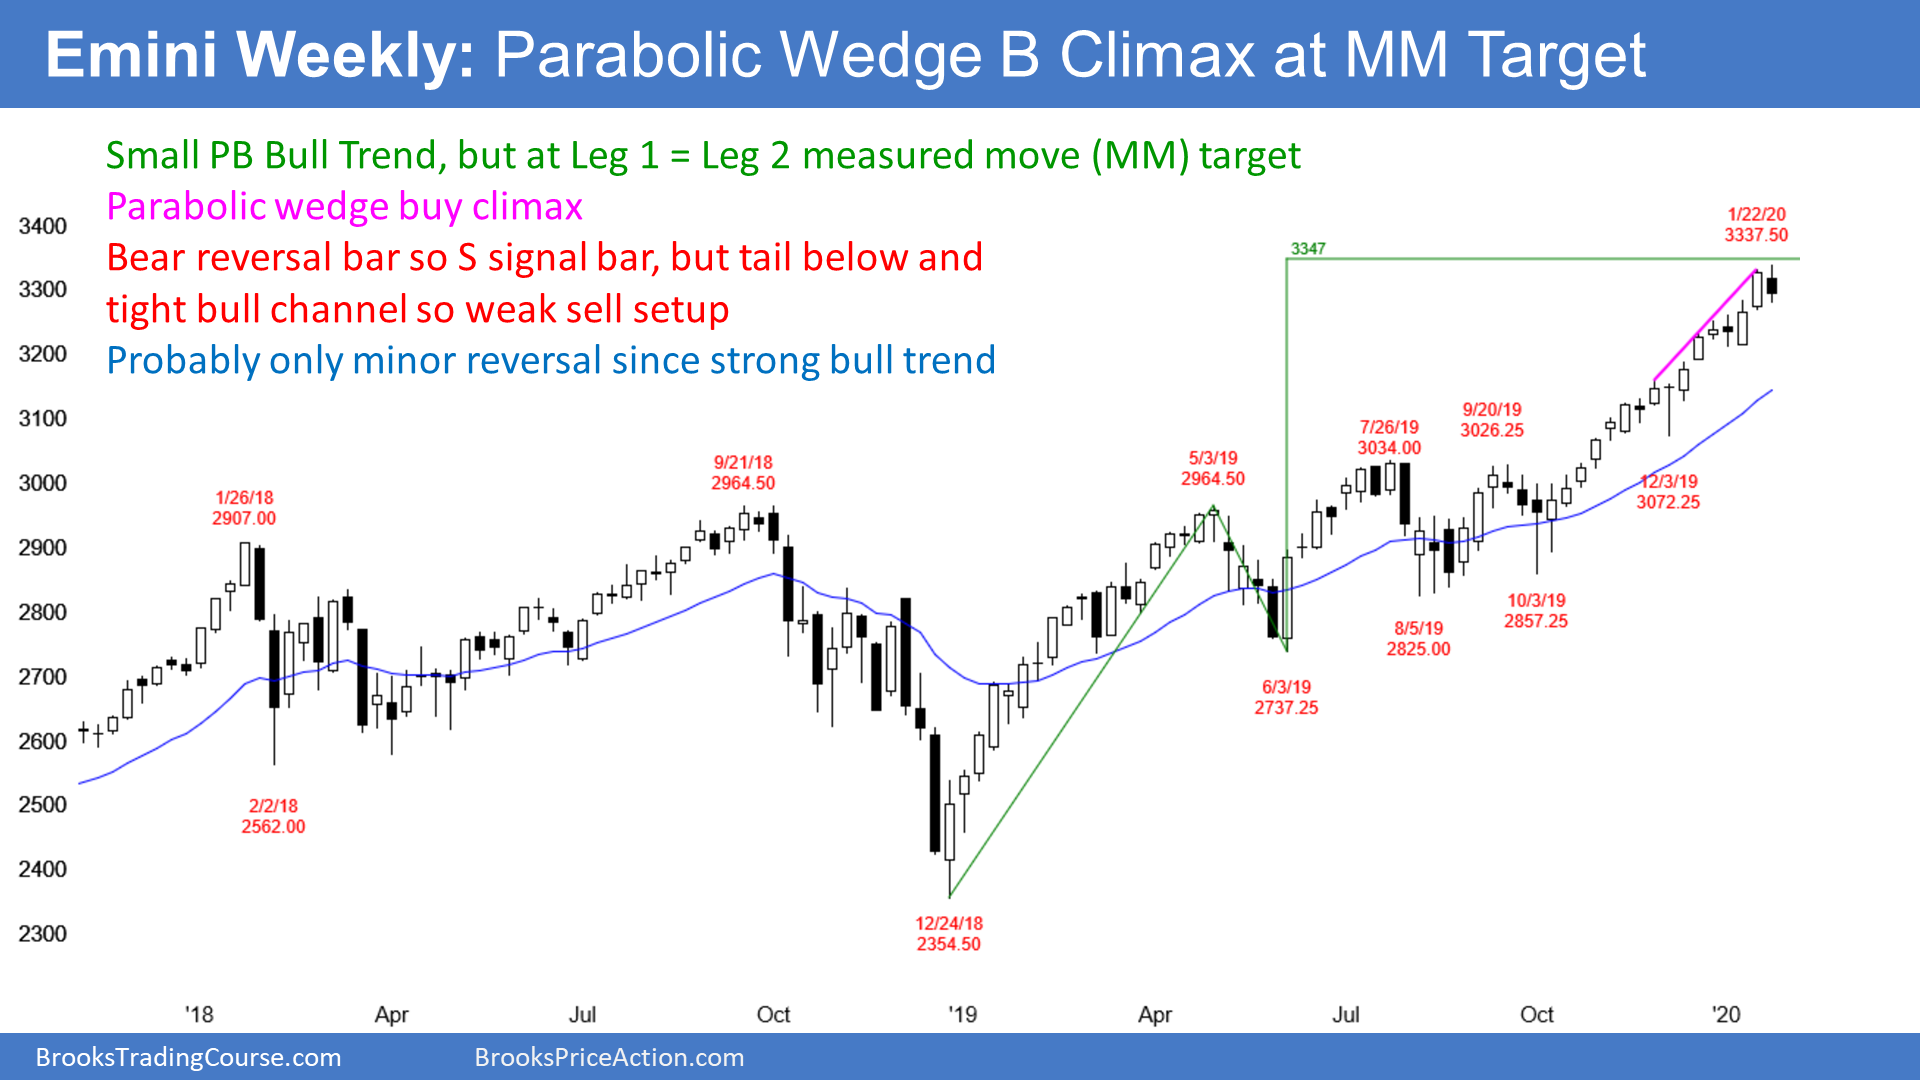 Emini Weekly: Parabolic Wedge B Climax at MM Target
Small PB Bull Trend, but at Leg 1 = Leg 2 measured move (MM) target
Parabolic wedge buy climax
Bear reversal bar so S signal bar, but tail below and
tight bull channel so weak sell setup
Probably only minor reversal since strong bull trend
3400
3300
3200
3100
3000
2900
2800
2700
2600
2500
2400
2300
1/26/18
2907.00
2/2/18
2562.00
9/21/18
2964.50
12/24/18
2354.50
5/3/19
2964.50
6/3/19
2737.25
3347
7/26/19
3034.00
8/5/19
2825.00
9/20/19
3026.25
10/3/19
2857.25
12/3/19
3072.25
1/22/20
3337.50
'18
Apr
Jul
Oct
'19
Apr
Jul
Oct
'20
BrooksTradingCourse.com
BrooksPriceAction.com